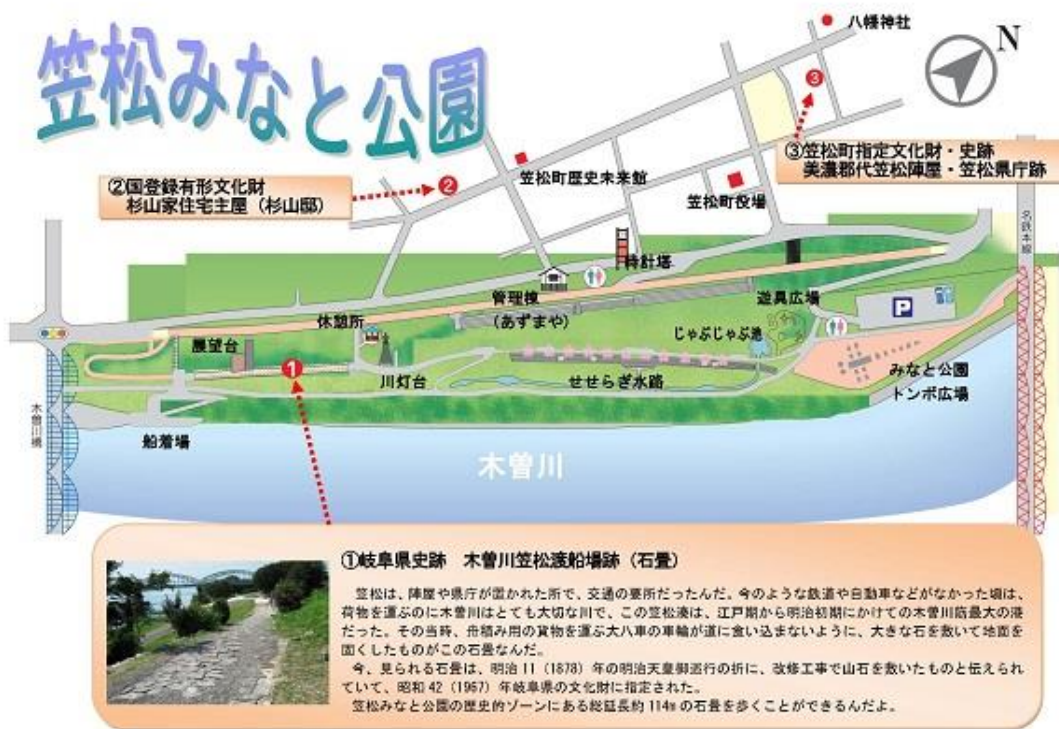 笠松みなと公園
N
八幡神社
③笠松町指定文化財・史跡
美濃郡代笠松陣屋・笠松県庁跡
③
②国登録有形文化財
杉山家住宅主屋（杉山邸）
②
笠松町歴史未来館
笠松町役場
名鉄本線
時計塔
管理棟
(あずまや)
遊具広場
P
休憩所
展望台
じゃぶじゃぶ池
①
川灯台
せせらぎ水路
みなと公園
トンボ広場
木曽川橋
船着場
木曽川
①岐阜県史跡　木曽川笠松渡船場跡（石畳）
笠松は、陣屋や県庁が置かれた所で、交通の要所だったんだ。今のような鉄道や自動車などがなかった頃は、
荷物を運ぶのに木曽川はとても大切な川で、この笠松湊は、江戸期から明治初期にかけての木曽川筋最大の港
だった。その当時、舟積み用の貨物を運ぶ大八車の車輪が道に食い込まないように、大きな石を敷いて地面を
固くしたものがこの石畳なんだ。
今、見られる石畳は、明治11（1878）年の明治天皇御巡行の折に、改修工事で山石を敷いたものと伝えられ
ていて、昭和42（1967）年岐阜県の文化財に指定された。
笠松みなと公園の歴史的ゾーンにある総延長約114mの石畳を歩くことができるんだよ。